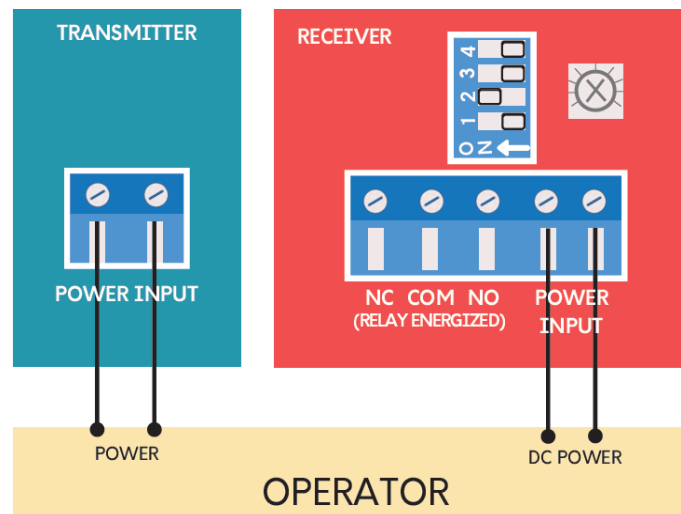 TRANSMITTER
RECEIVER
4
3
2
1
ON
POWER INPUT
NC COM NO
(RELAY ENERGIZED)
POWER
INPUT
POWER
DC POWER
OPERATOR